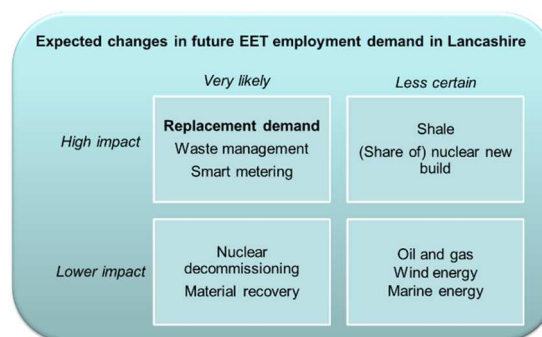 Expected changes in future EET employment demand in Lancashire
Very likely
Less certain
High impact
Replacement demand
Waste management
Smart metering
Shale
(Share of) nuclear new
build
Lower impact
Nuclear
decommissioning
Material recovery
Oil and gas
Wind energy
Marine energy